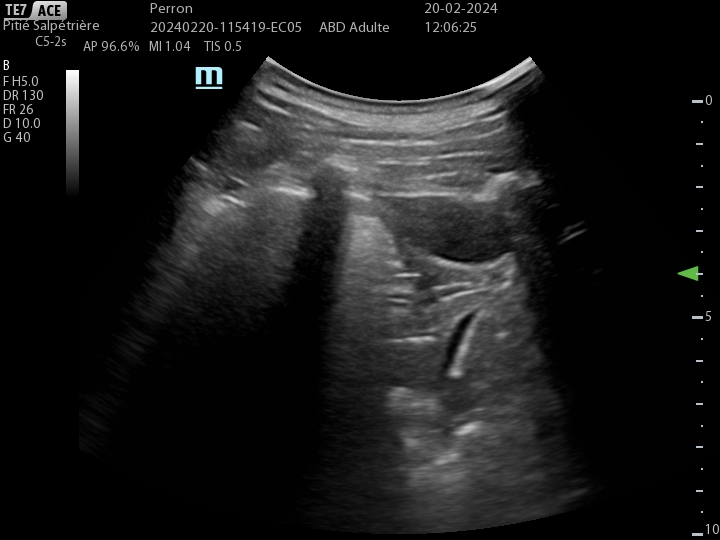 TE7 ACE Perron 20-02-2024
Pitié Salpêtrière 20240220-115419-EC05 ABD Adulte 12:06:25
C5-2s AP 96.6% MI 1.04 TIS 0.5
B
F H5.0
DR 130
FR 26
D 10.0
G 40
m
0
5
10